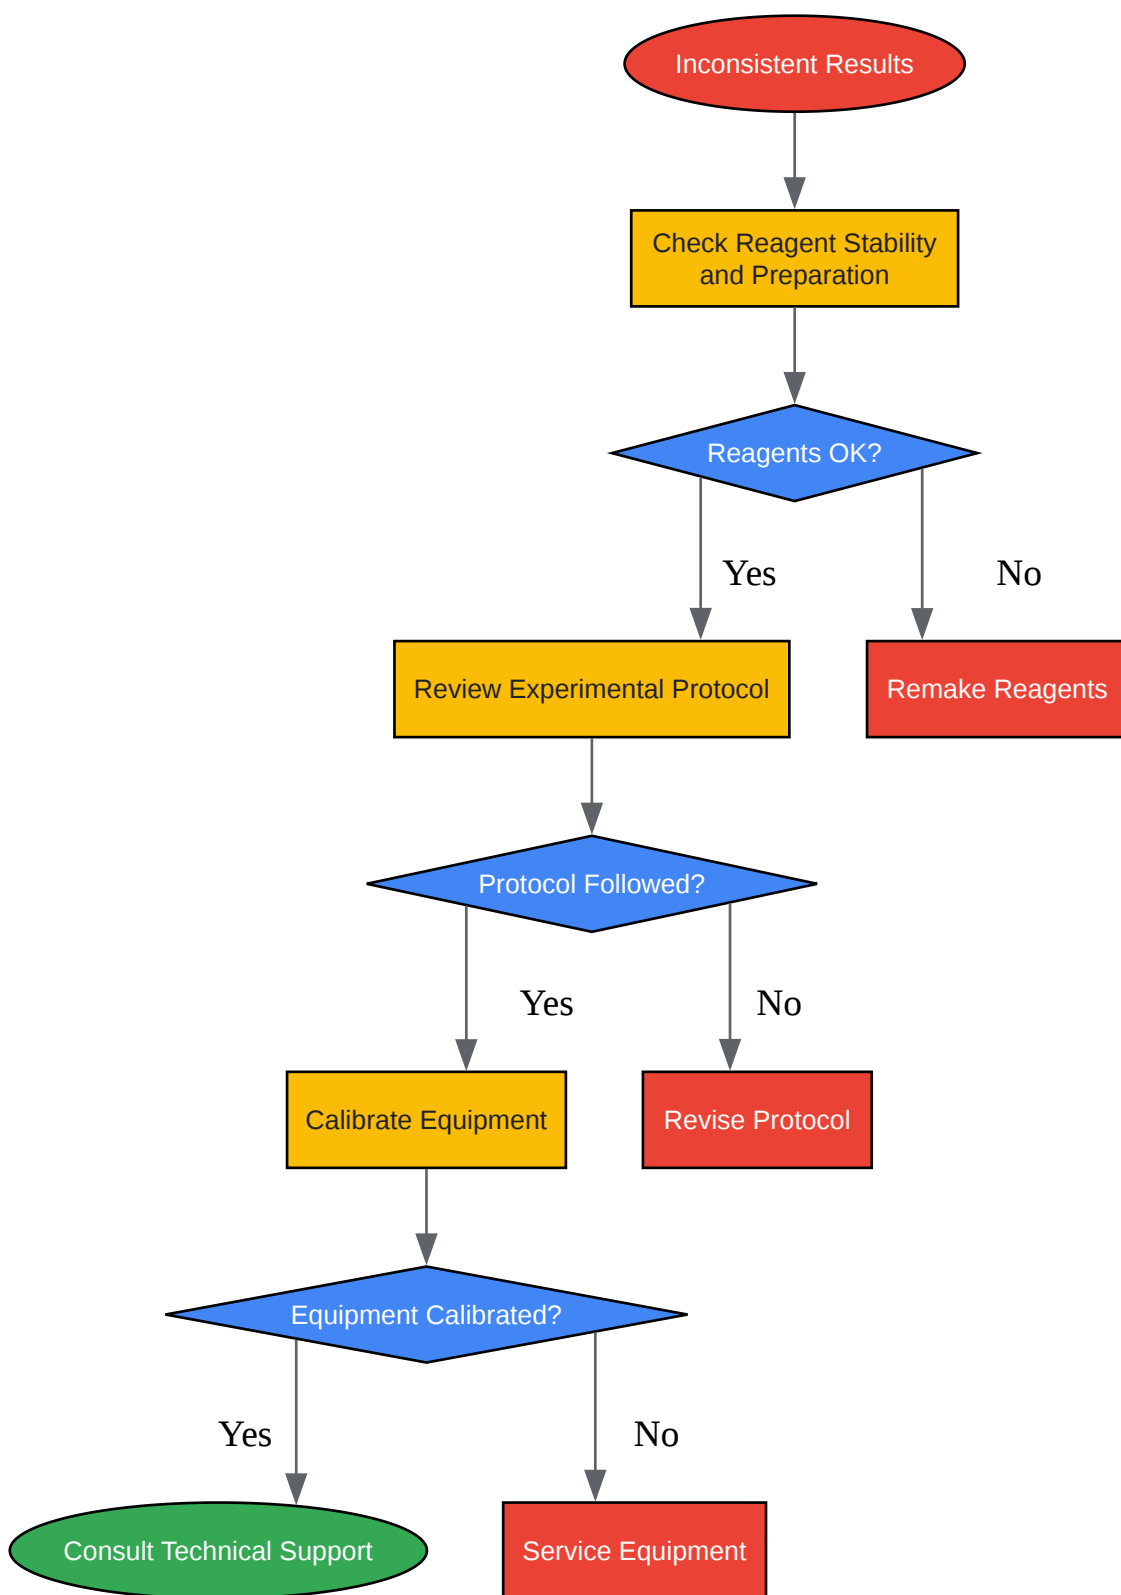 Inconsistent Results
Check Reagent Stability
and Preparation
Reagents OK?
Yes
No
Review Experimental Protocol
Remake Reagents
Protocol Followed?
Yes
No
Calibrate Equipment
Revise Protocol
Equipment Calibrated?
Yes
No
Consult Technical Support
Service Equipment